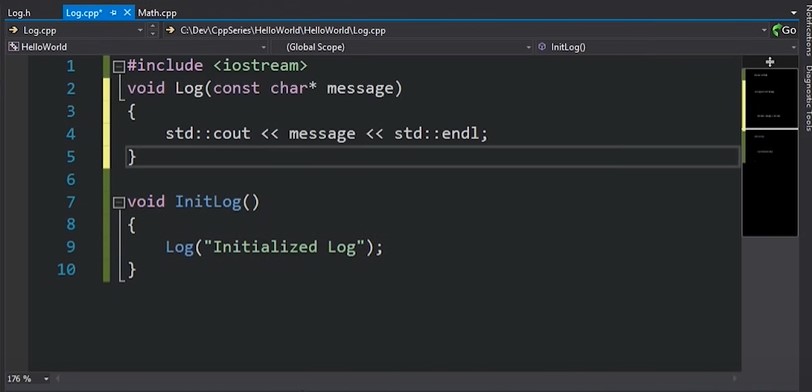 Log.h Log.cpp* Math.cpp
Log.cpp C:\Dev\CppSeries\HelloWorld\HelloWorld\Log.cpp Go
HelloWorld (Global Scope) InitLog()
1 #include <iostream>
2 void Log(const char* message)
3 {
4 std::cout << message << std::endl;
5 }
6
7 void InitLog()
8 {
9 Log("Initialized Log");
10 }
176 %
Notifications
Diagnostic Tools